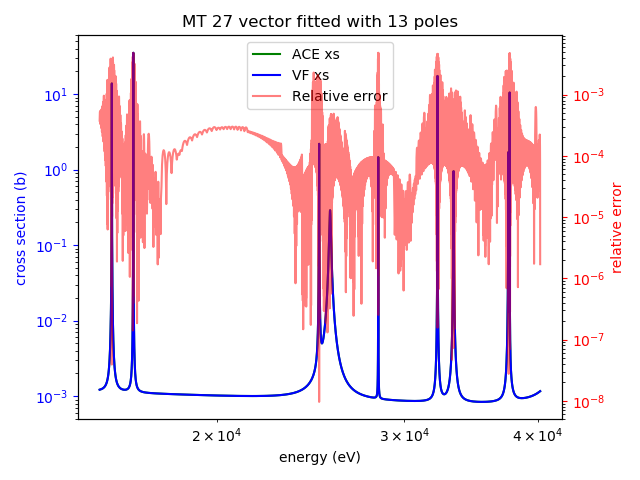 MT 27 vector fitted with 13 poles
ACE xs
VF xs
Relative error
cross section (b)
10¹
10⁰
10⁻¹
10⁻²
10⁻³
relative error
10⁻³
10⁻⁴
10⁻⁵
10⁻⁶
10⁻⁷
10⁻⁸
2 × 10⁴
3 × 10⁴
4 × 10⁴
energy (eV)